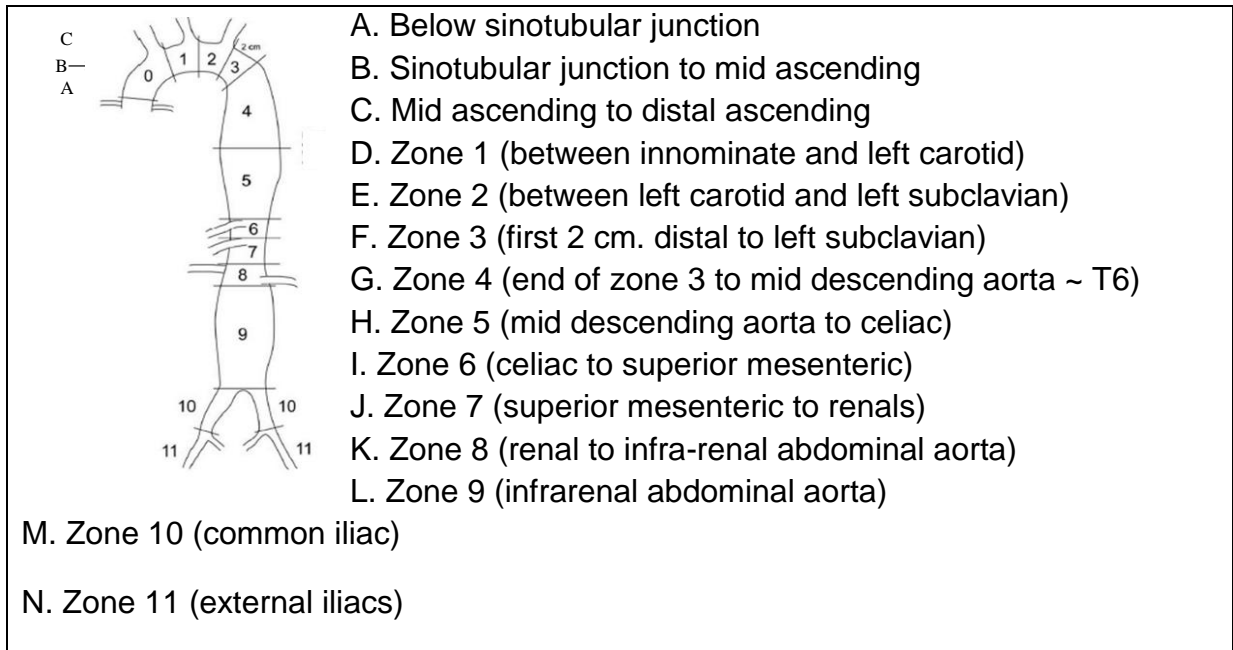 A. Below sinotubular junction
B. Sinotubular junction to mid ascending
C. Mid ascending to distal ascending
D. Zone 1 (between innominate and left carotid)
E. Zone 2 (between left carotid and left subclavian)
F. Zone 3 (first 2 cm. distal to left subclavian)
G. Zone 4 (end of zone 3 to mid descending aorta ~ T6)
H. Zone 5 (mid descending aorta to celiac)
I. Zone 6 (celiac to superior mesenteric)
J. Zone 7 (superior mesenteric to renals)
K. Zone 8 (renal to infra-renal abdominal aorta)
L. Zone 9 (infrarenal abdominal aorta)
M. Zone 10 (common iliac)
N. Zone 11 (external iliacs)
C
B
A
0
1
2
2 cm
3
4
5
6
7
8
9
10
10
11
11